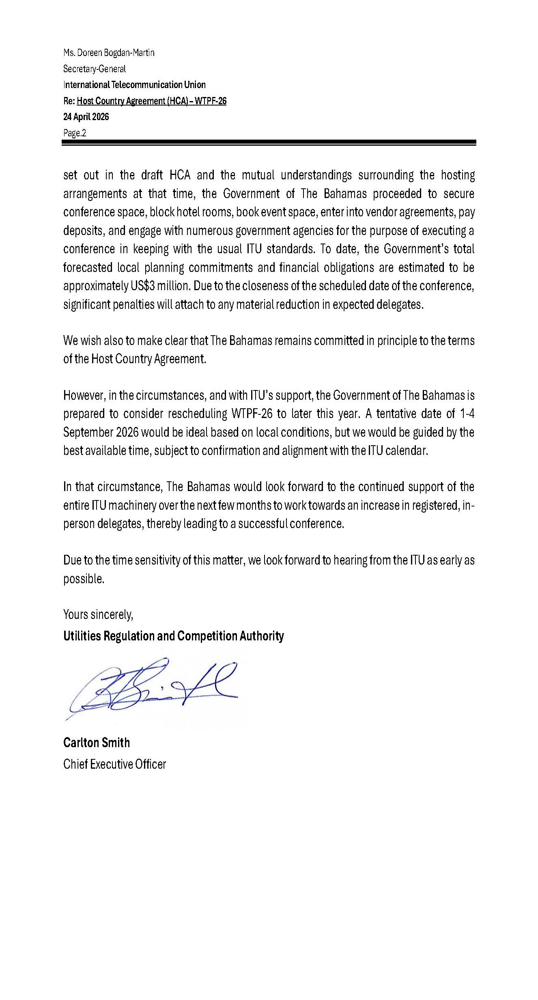 Ms. Doreen Bogdan-Martin
Secretary-General
International Telecommunication Union
Re: Host Country Agreement (HCA) – WTPF-26
24 April 2026
Page.2
set out in the draft HCA and the mutual understandings surrounding the hosting
arrangements at that time, the Government of The Bahamas proceeded to secure
conference space, block hotel rooms, book event space, enter into vendor agreements, pay
deposits, and engage with numerous government agencies for the purpose of executing a
conference in keeping with the usual ITU standards. To date, the Government’s total
forecasted local planning commitments and financial obligations are estimated to be
approximately US$3 million. Due to the closeness of the scheduled date of the conference,
significant penalties will attach to any material reduction in expected delegates.
We wish also to make clear that The Bahamas remains committed in principle to the terms
of the Host Country Agreement.
However, in the circumstances, and with ITU’s support, the Government of The Bahamas is
prepared to consider rescheduling WTPF-26 to later this year. A tentative date of 1-4
September 2026 would be ideal based on local conditions, but we would be guided by the
best available time, subject to confirmation and alignment with the ITU calendar.
In that circumstance, The Bahamas would look forward to the continued support of the
entire ITU machinery over the next few months to work towards an increase in registered, in-
person delegates, thereby leading to a successful conference.
Due to the time sensitivity of this matter, we look forward to hearing from the ITU as early as
possible.
Yours sincerely,
Utilities Regulation and Competition Authority
Carlton Smith
Chief Executive Officer